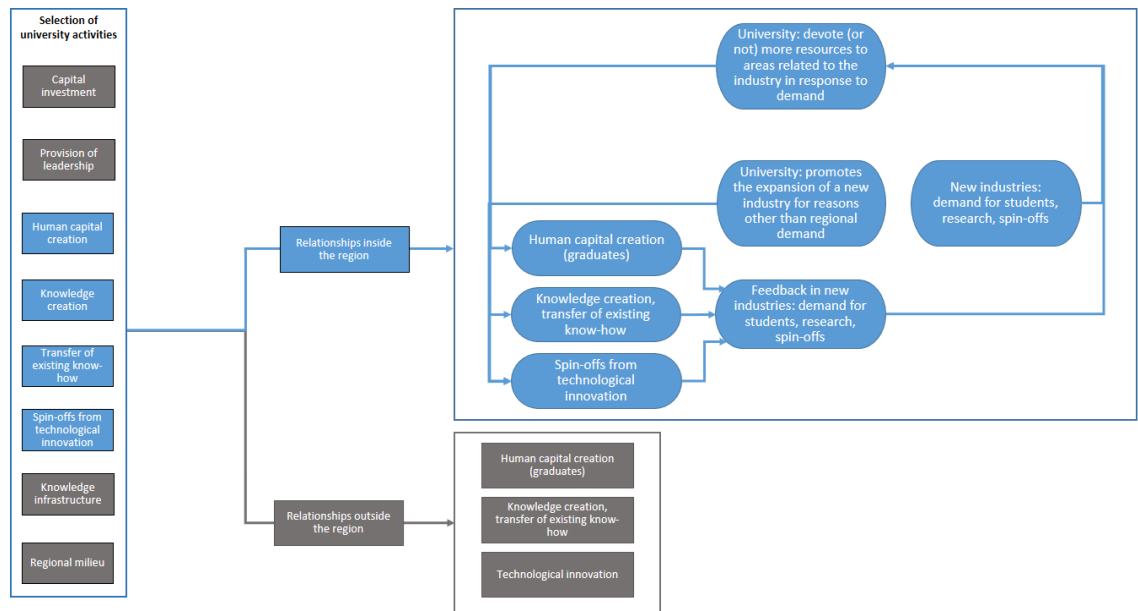 Selection of
university activities
Capital
investment
Provision of
leadership
Human capital
creation
Knowledge
creation
Transfer of
existing know-
how
Spin-offs from
technological
innovation
Knowledge
infrastructure
Regional milieu
Relationships inside
the region
Relationships outside
the region
University: devote (or
not) more resources to
areas related to the
industry in response to
demand
University: promotes
the expansion of a new
industry for reasons
other than regional
demand
New industries:
demand for students,
research, spin-offs
Human capital creation
(graduates)
Knowledge creation,
transfer of existing
know-how
Spin-offs from
technological
innovation
Feedback in new
industries: demand for
students, research,
spin-offs
Human capital creation
(graduates)
Knowledge creation,
transfer of existing know-
how
Technological innovation